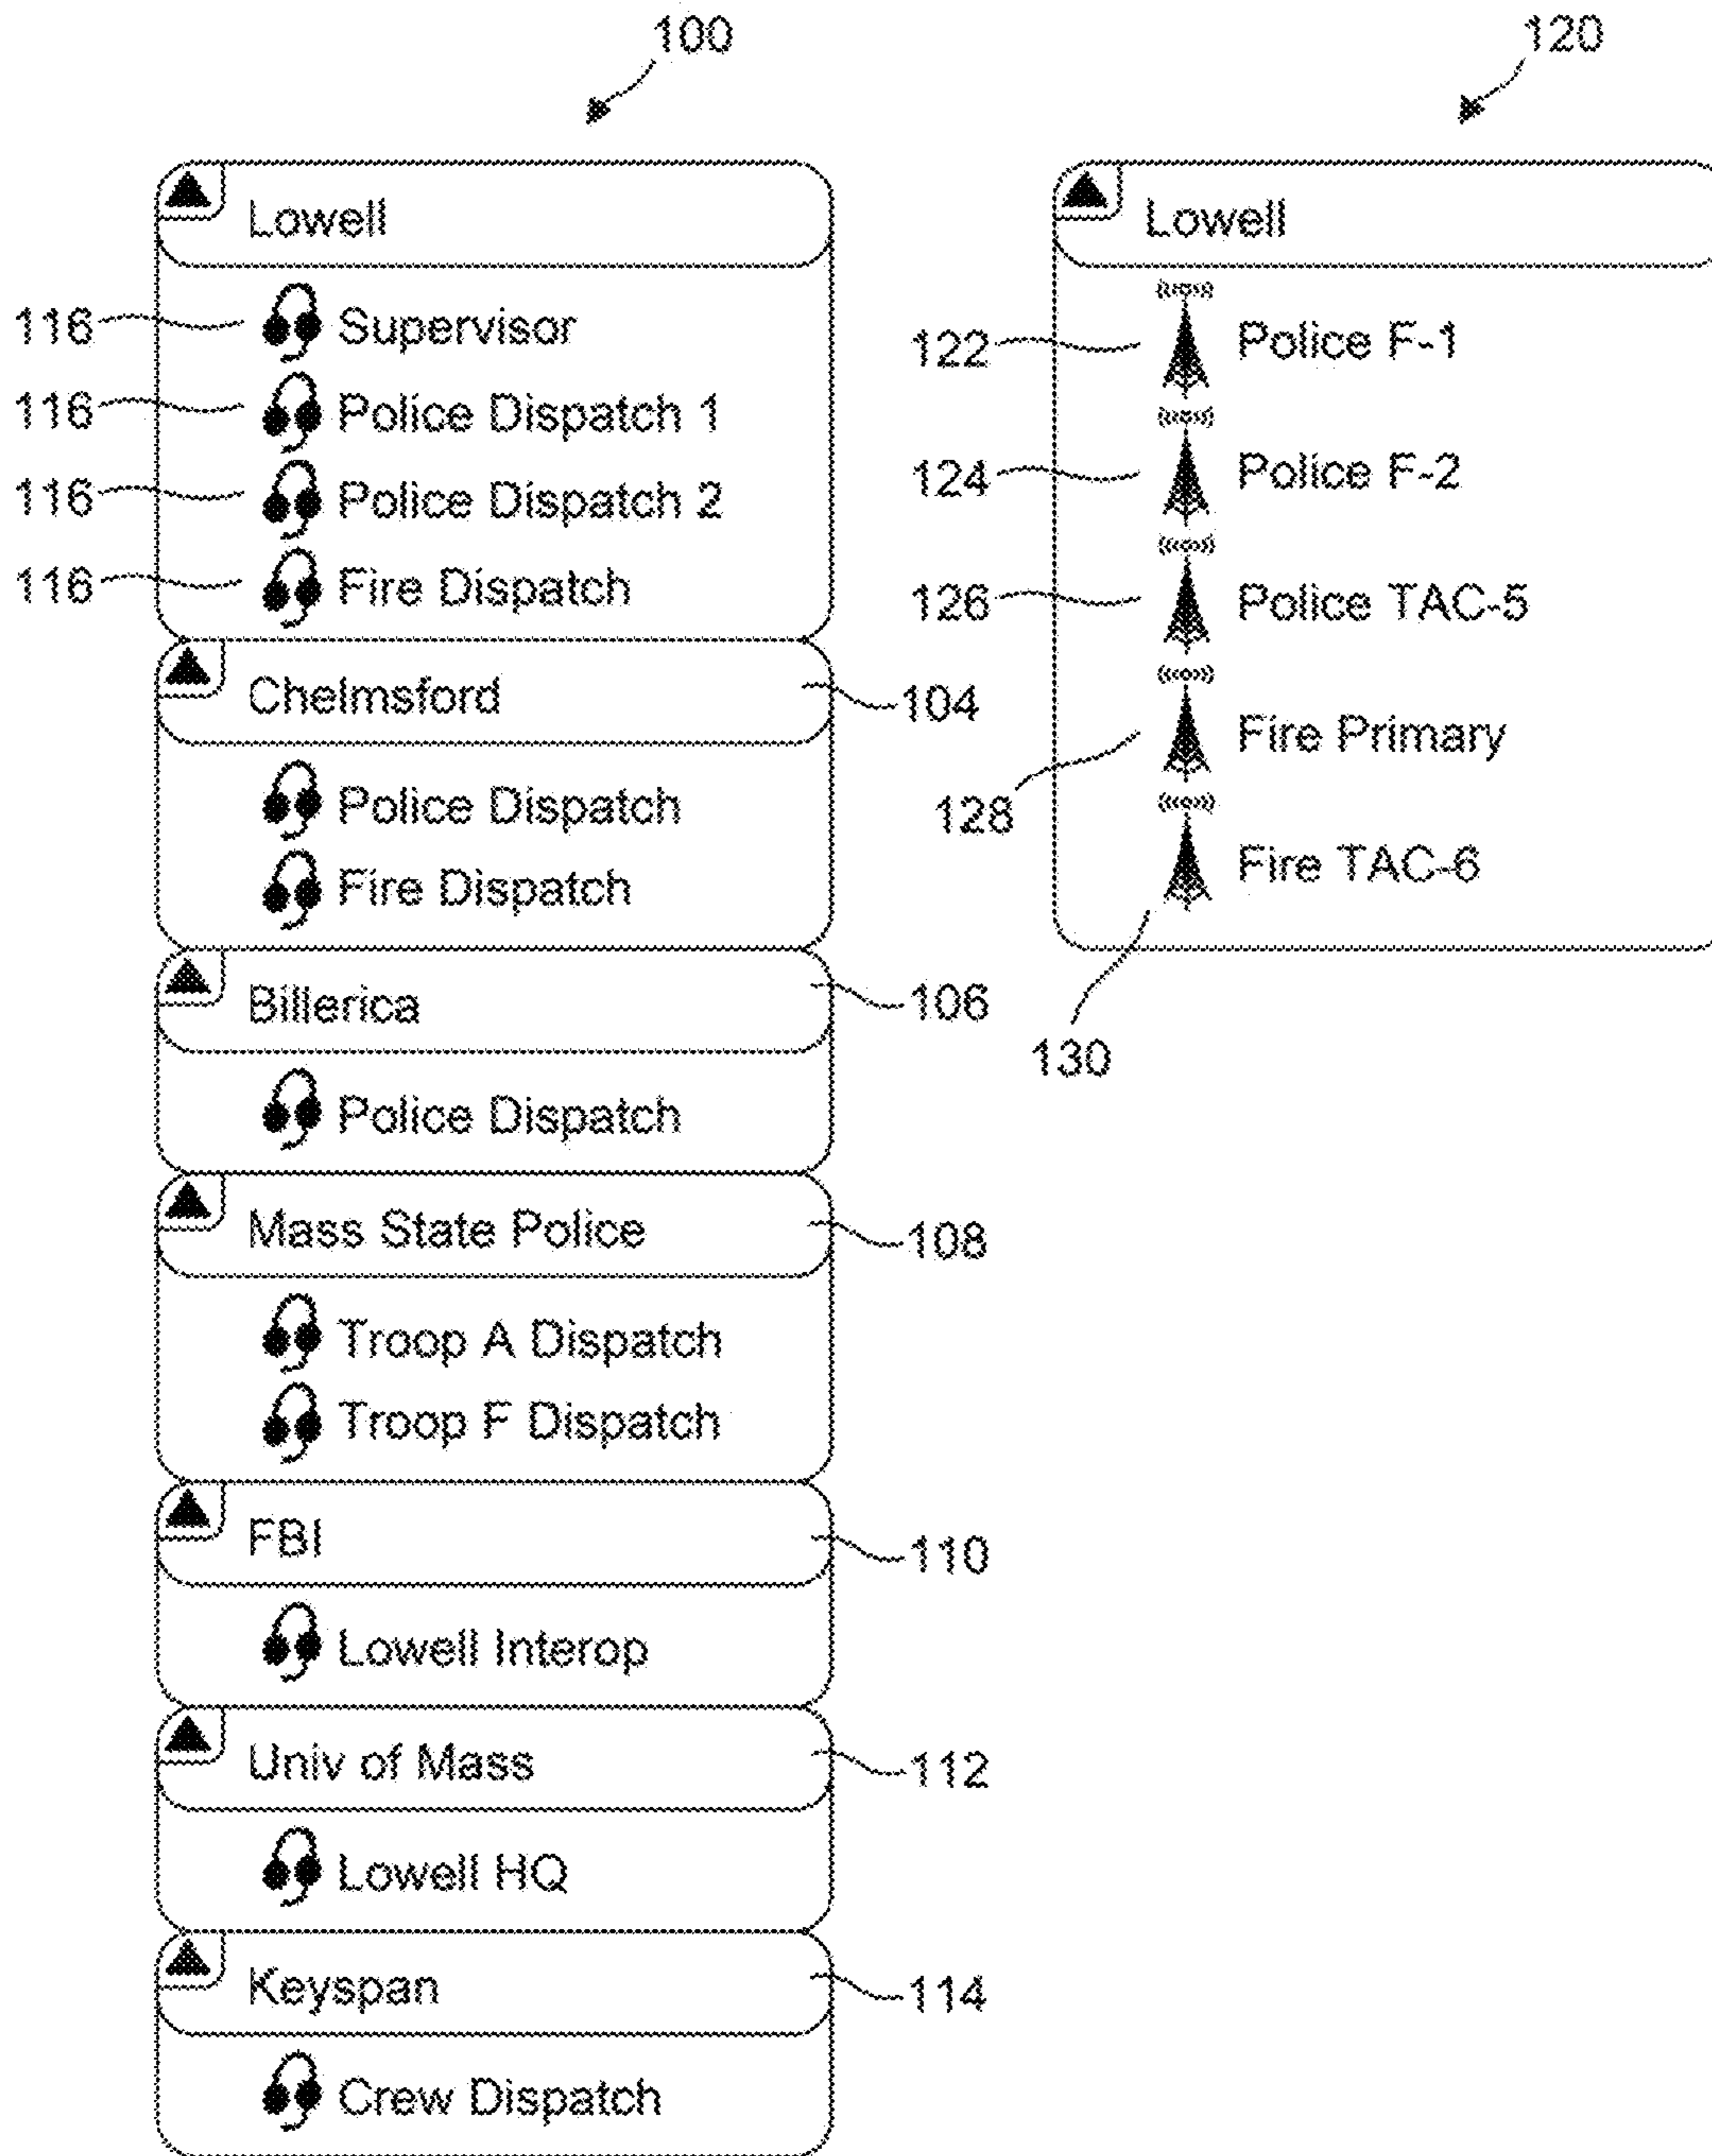 100
120
Lowell
116 Supervisor
116 Police Dispatch 1
116 Police Dispatch 2
116 Fire Dispatch
Chelmsford 104
Police Dispatch
Fire Dispatch
Billerica 106
Police Dispatch
Mass State Police 108
Troop A Dispatch
Troop F Dispatch
FBI 110
Lowell Interop
Univ of Mass 112
Lowell HQ
Keyspan 114
Crew Dispatch
Lowell
122 Police F-1
124 Police F-2
126 Police TAC-5
128 Fire Primary
130 Fire TAC-6